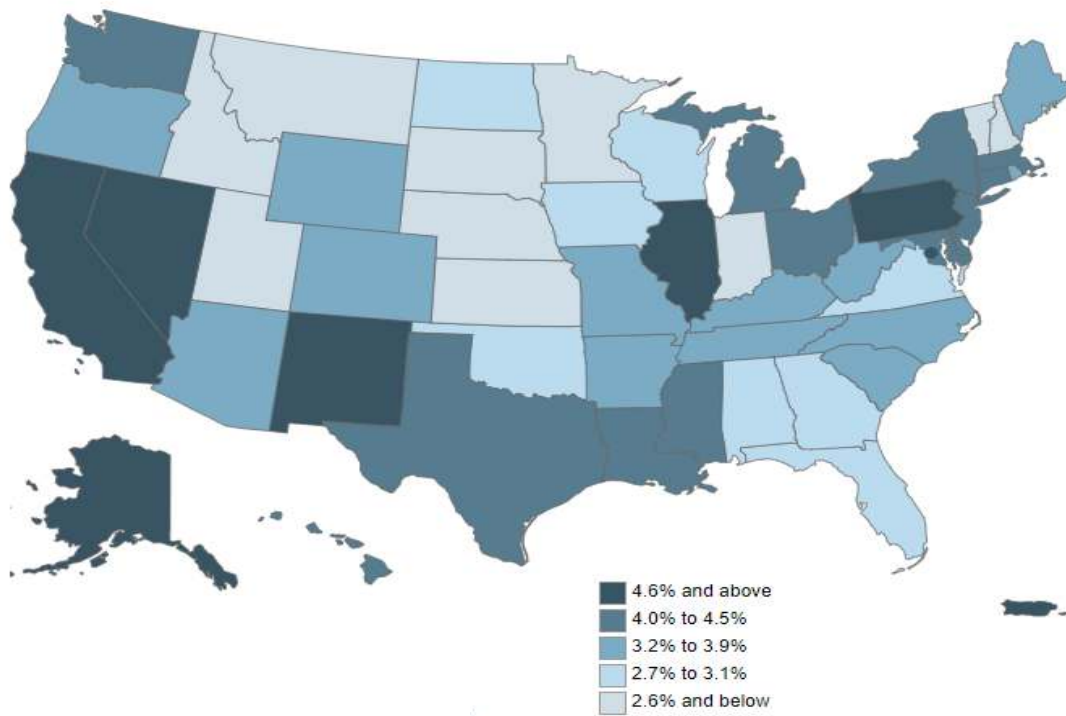 4.6% and above
4.0% to 4.5%
3.2% to 3.9%
2.7% to 3.1%
2.6% and below